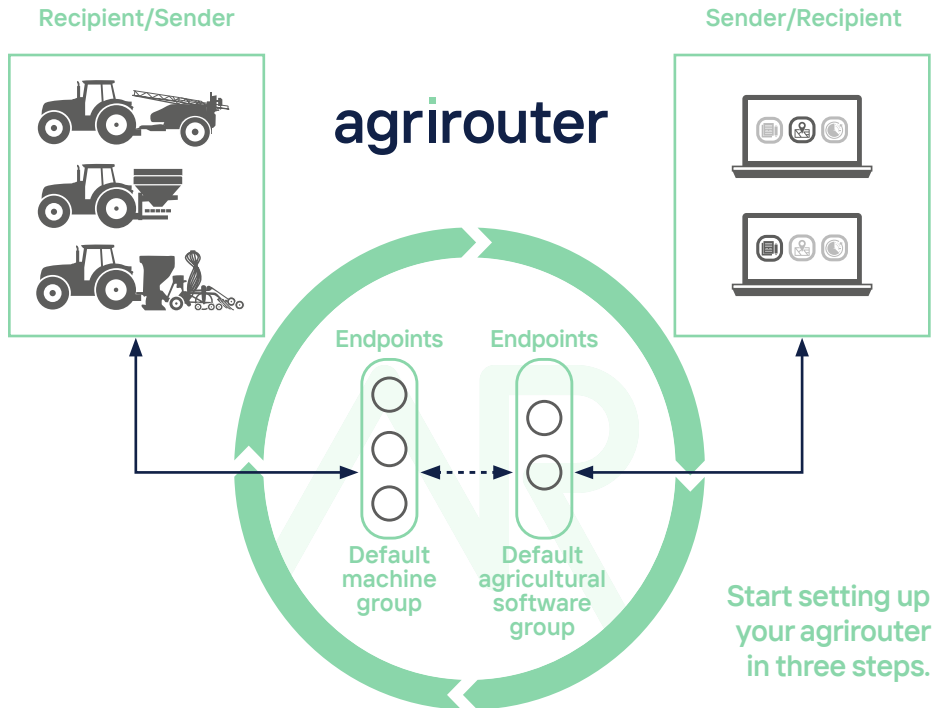 Recipient/Sender
Sender/Recipient
agrirouter
Endpoints
Endpoints
Default
machine
group
Default
agricultural
software
group
Start setting up
your agrirouter
in three steps.
AR